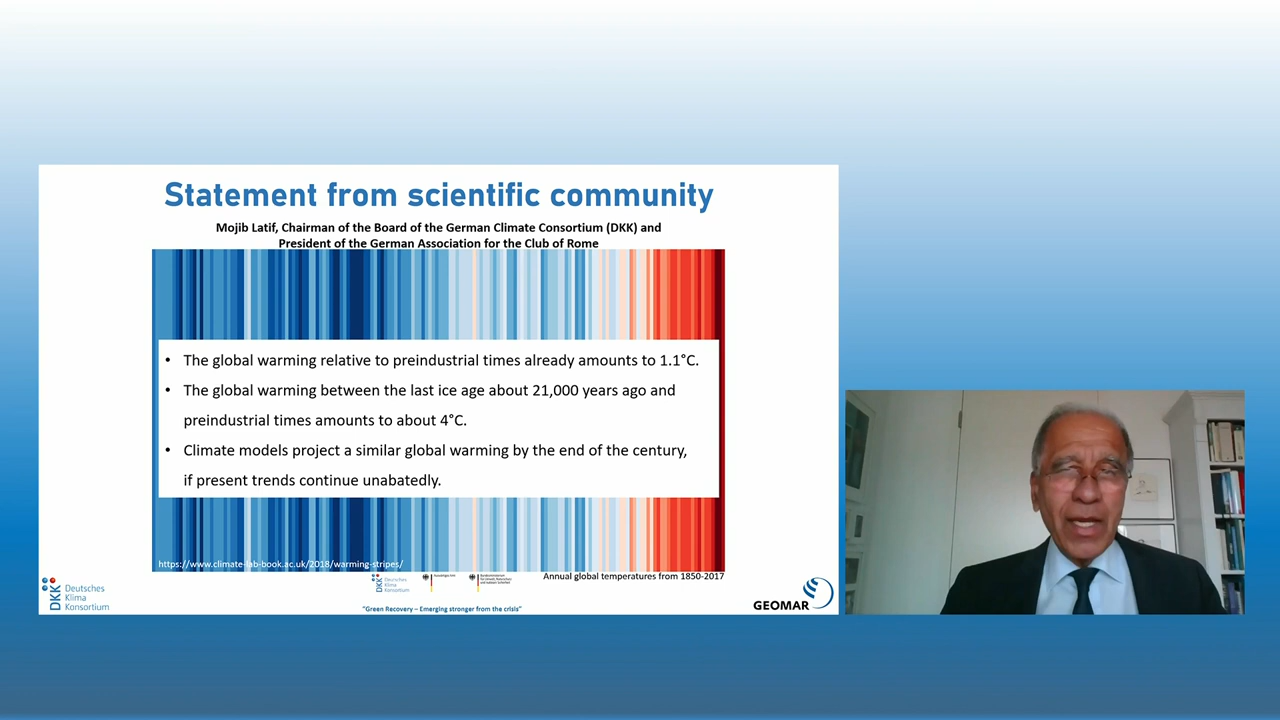 Statement from scientific community
Mojib Latif, Chairman of the Board of the German Climate Consortium (DKK) and
President of the German Association for the Club of Rome
• The global warming relative to preindustrial times already amounts to 1.1°C.
• The global warming between the last ice age about 21,000 years ago and
preindustrial times amounts to about 4°C.
• Climate models project a similar global warming by the end of the century,
if present trends continue unabatedly.
https://www.climate-lab-book.ac.uk/2018/warming-stripes/
Annual global temperatures from 1850-2017
DKK
Deutsches
Klima
Konsortium
DKK
Deutsches
Klima
Konsortium
"Green Recovery – Emerging stronger from the crisis"
GEOMAR